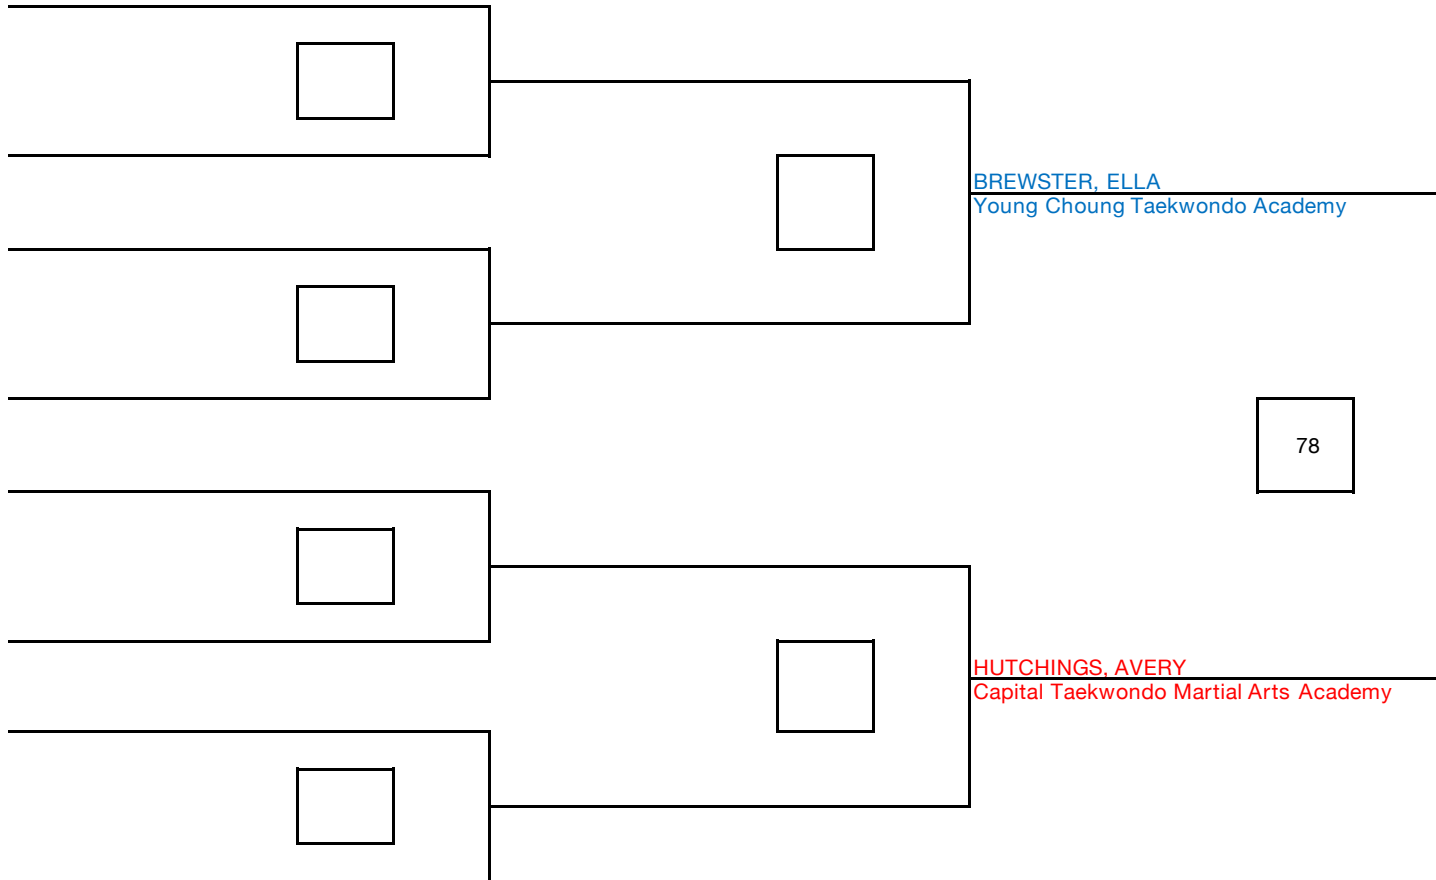 BREWSTER, ELLA
Young Choung Taekwondo Academy
78
HUTCHINGS, AVERY
Capital Taekwondo Martial Arts Academy